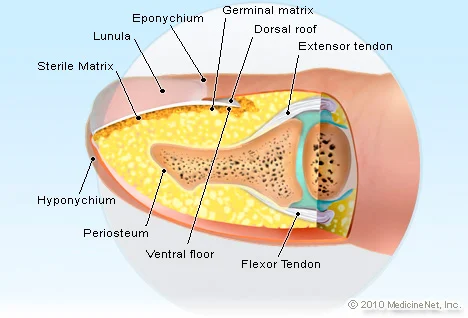 Germinal matrix
Eponychium
Dorsal roof
Lunula
Extensor tendon
Sterile Matrix
Hyponychium
Periosteum
Ventral floor
Flexor Tendon
© 2010 MedicineNet, Inc.